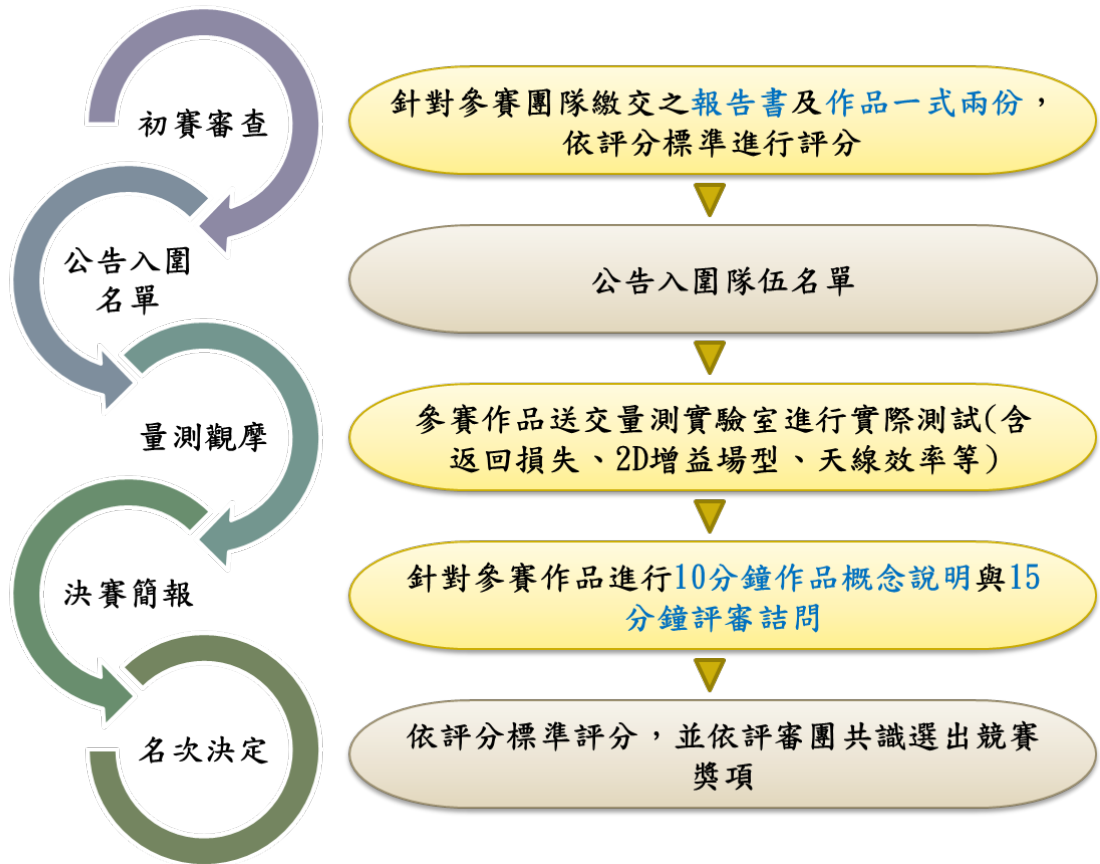 初賽審查
針對參賽團隊繳交之報告書及作品一式兩份，
依評分標準進行評分
公告入圍
名單
公告入圍隊伍名單
量測觀摩
參賽作品送交量測實驗室進行實際測試(含
返回損失、2D增益場型、天線效率等)
決賽簡報
針對參賽作品進行10分鐘作品概念說明與15
分鐘評審詰問
名次決定
依評分標準評分，並依評審團共識選出競賽
獎項